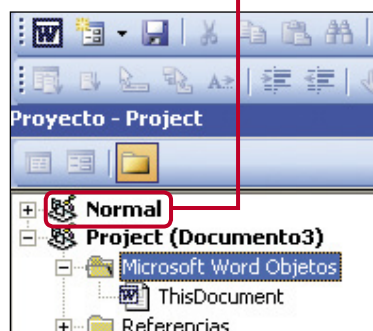 Proyecto - Project
Normal
Project (Documento3)
Microsoft Word Objetos
ThisDocument
Referencias